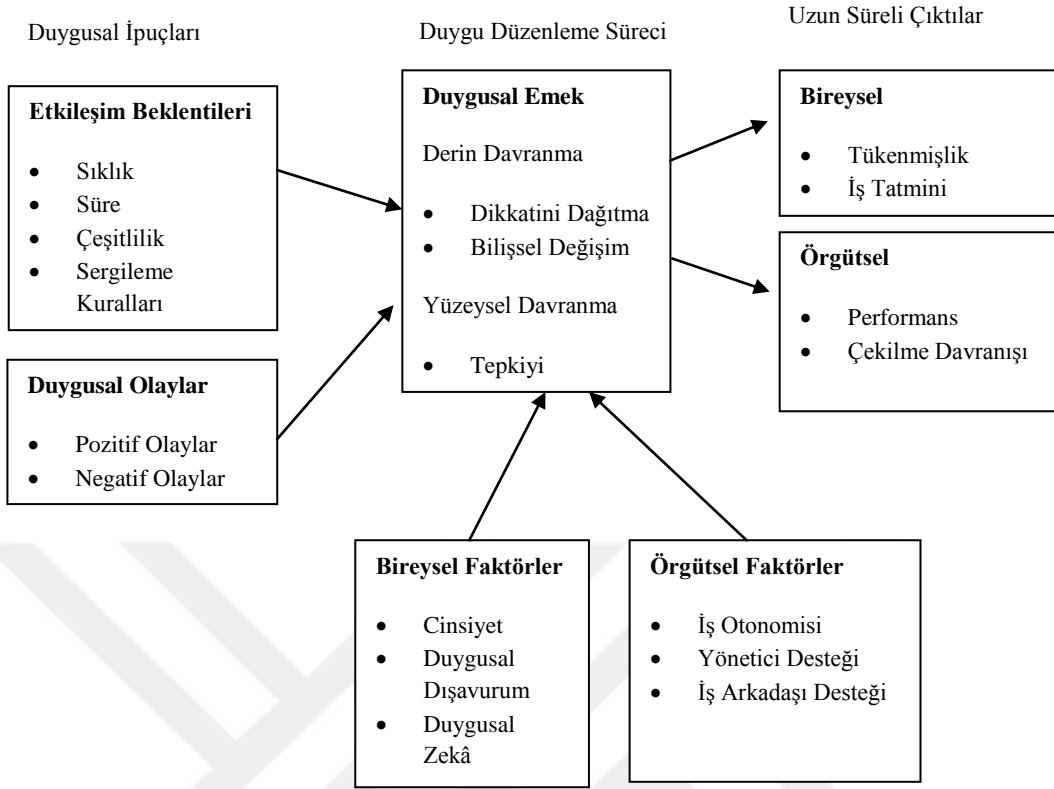 Duygusal İpuçları
Duygu Düzenleme Süreci
Uzun Süreli Çıktılar
Etkileşim Beklentileri
• Sıklık
• Süre
• Çeşitlilik
• Sergileme
Kuralları
Duygusal Olaylar
• Pozitif Olaylar
• Negatif Olaylar
Duygusal Emek
Derin Davranma
• Dikkatini Dağıtma
• Bilişsel Değişim
Yüzeysel Davranma
• Tepkiyi
Bireysel
• Tükenmişlik
• İş Tatmini
Örgütsel
• Performans
• Çekilme Davranışı
Bireysel Faktörler
• Cinsiyet
• Duygusal
Dışavurum
• Duygusal
Zekâ
Örgütsel Faktörler
• İş Otonomisi
• Yönetici Desteği
• İş Arkadaşı Desteği